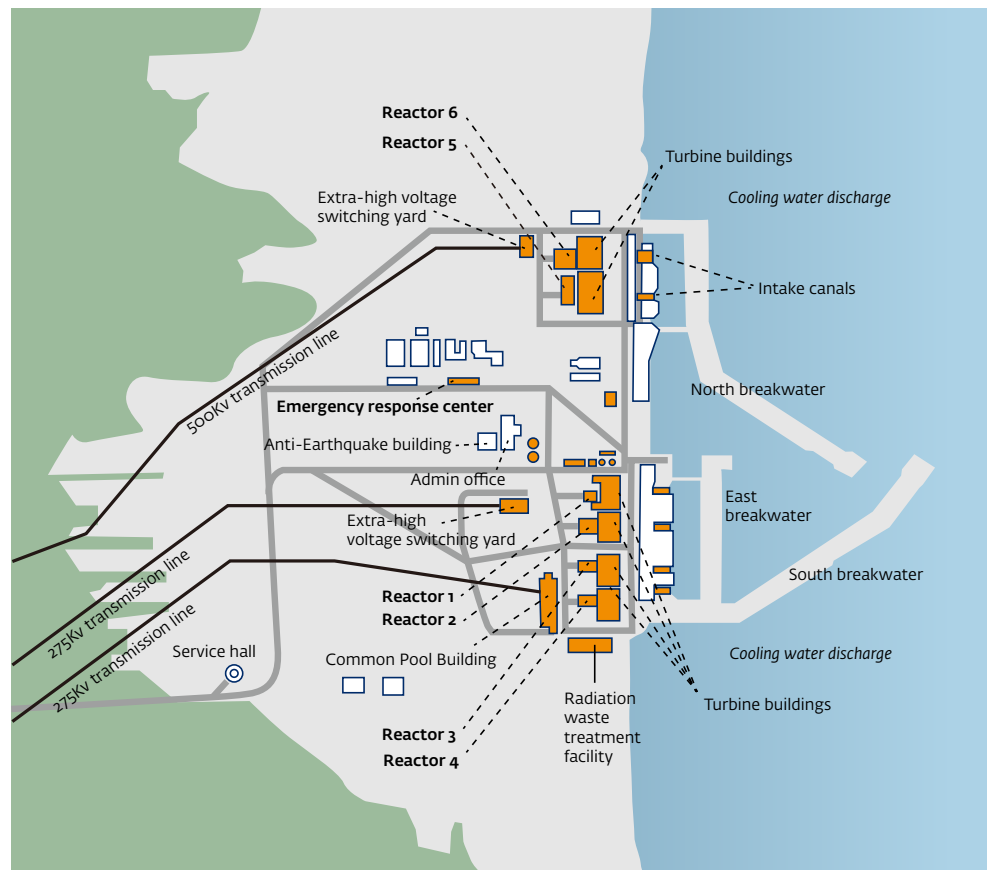 Reactor 6
Reactor 5
Turbine buildings
Extra-high voltage
switching yard
Cooling water discharge
Intake canals
500Kv transmission line
North breakwater
Emergency response center
Anti-Earthquake building
Admin office
East
breakwater
Extra-high
voltage switching yard
South breakwater
275Kv transmission line
Reactor 1
Reactor 2
275Kv transmission line
Service hall
Common Pool Building
Cooling water discharge
Radiation
waste
treatment
facility
Turbine buildings
Reactor 3
Reactor 4